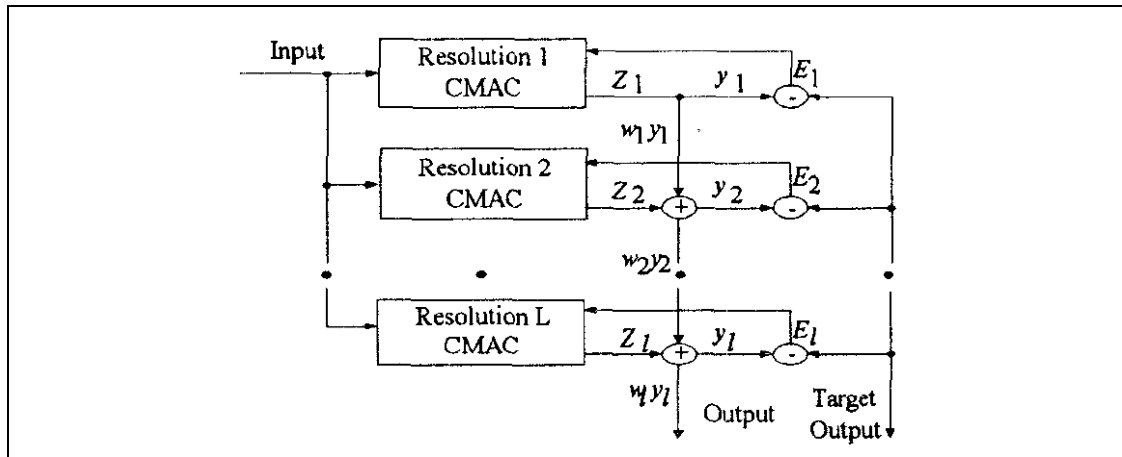 Input
Resolution 1
CMAC
Z1
y1
E1
w1y1
Resolution 2
CMAC
Z2
+
y2
-
E2
w2y2
Resolution L
CMAC
Zl
+
yl
-
El
wlyl
Output
Target
Output